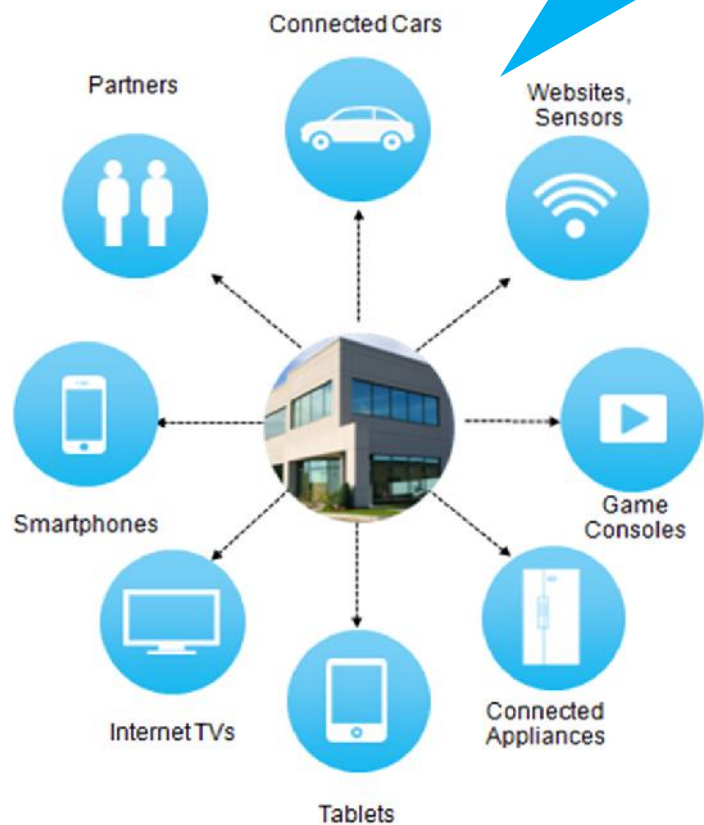 Connected Cars
Partners
Websites,
Sensors
Smartphones
Game
Consoles
Internet TVs
Connected
Appliances
Tablets